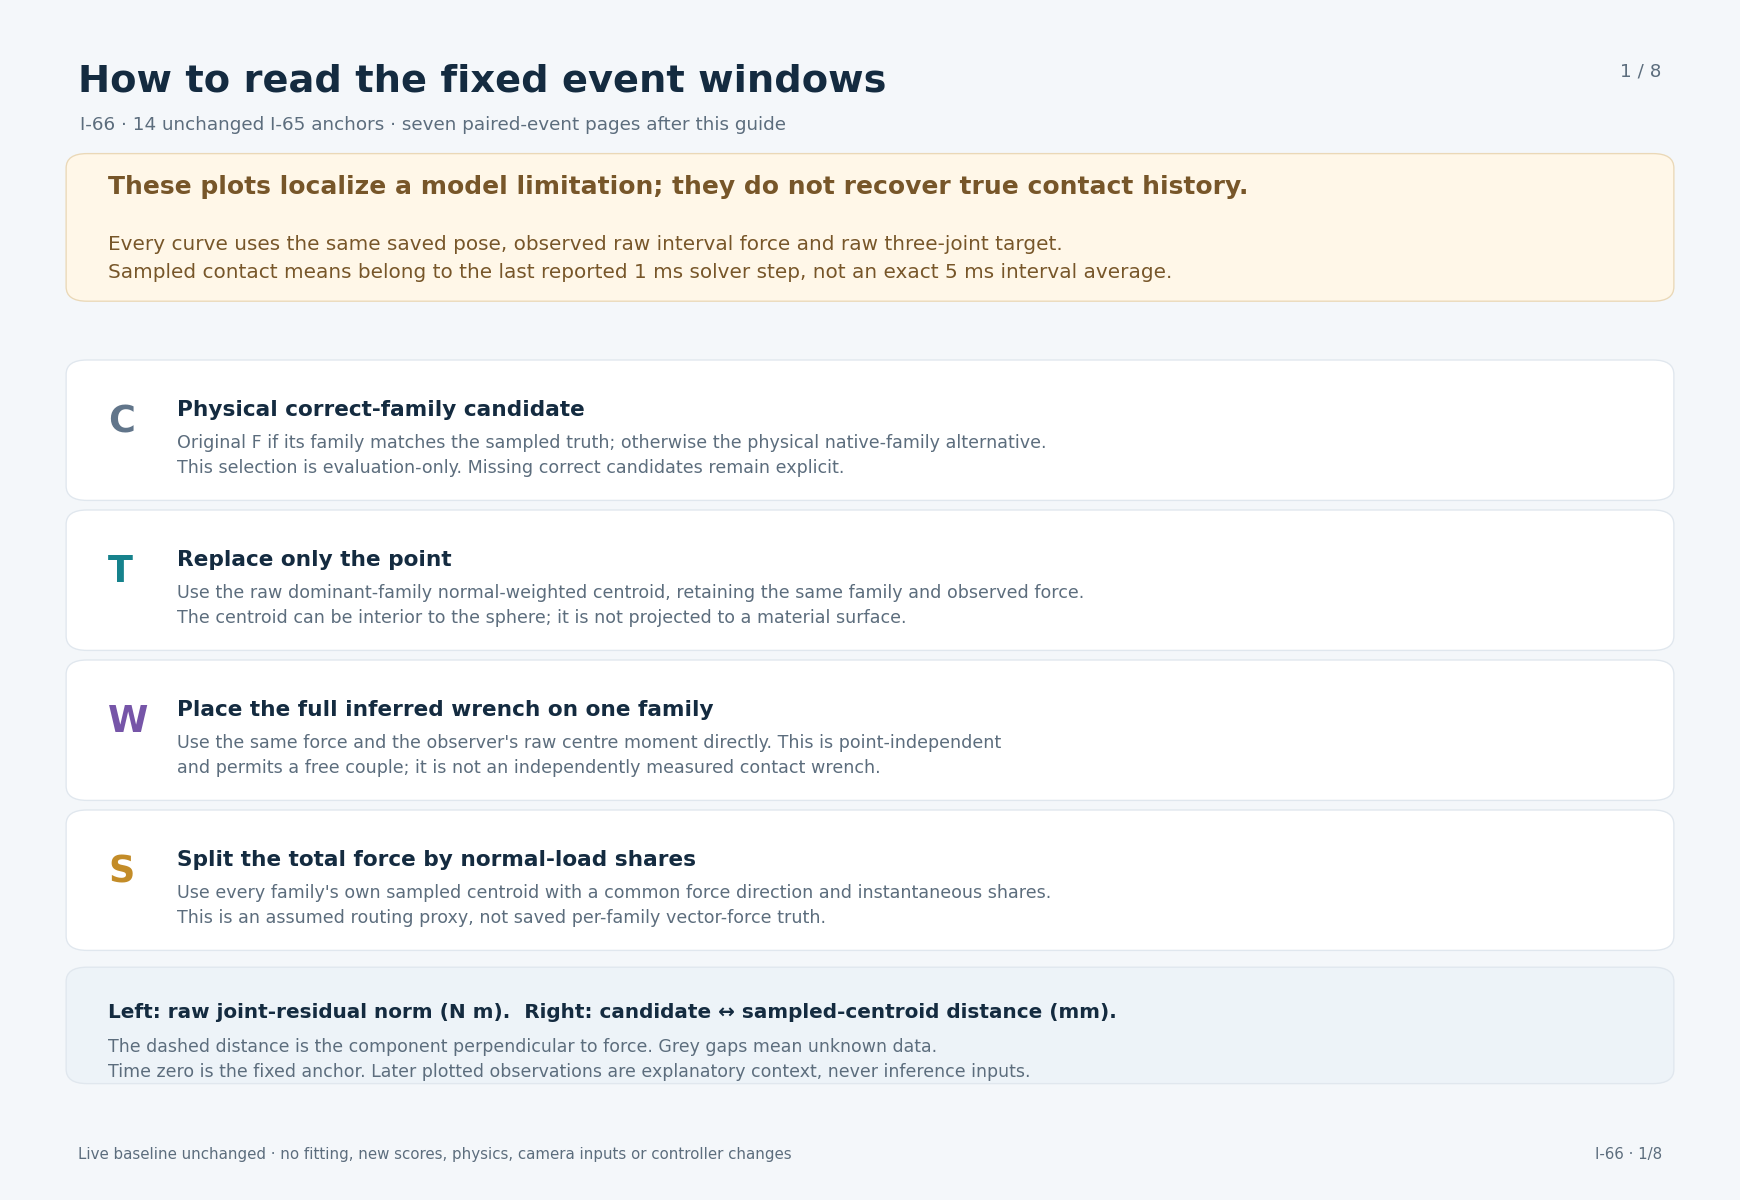 How to read the fixed event windows
1 / 8
I-66 · 14 unchanged I-65 anchors · seven paired-event pages after this guide
These plots localize a model limitation; they do not recover true contact history.
Every curve uses the same saved pose, observed raw interval force and raw three-joint target.
Sampled contact means belong to the last reported 1 ms solver step, not an exact 5 ms interval average.
C
Physical correct-family candidate
Original F if its family matches the sampled truth; otherwise the physical native-family alternative.
This selection is evaluation-only. Missing correct candidates remain explicit.
T
Replace only the point
Use the raw dominant-family normal-weighted centroid, retaining the same family and observed force.
The centroid can be interior to the sphere; it is not projected to a material surface.
W
Place the full inferred wrench on one family
Use the same force and the observer's raw centre moment directly. This is point-independent
and permits a free couple; it is not an independently measured contact wrench.
S
Split the total force by normal-load shares
Use every family's own sampled centroid with a common force direction and instantaneous shares.
This is an assumed routing proxy, not saved per-family vector-force truth.
Left: raw joint-residual norm (N m).  Right: candidate ↔ sampled-centroid distance (mm).
The dashed distance is the component perpendicular to force. Grey gaps mean unknown data.
Time zero is the fixed anchor. Later plotted observations are explanatory context, never inference inputs.
Live baseline unchanged · no fitting, new scores, physics, camera inputs or controller changes
I-66 · 1/8